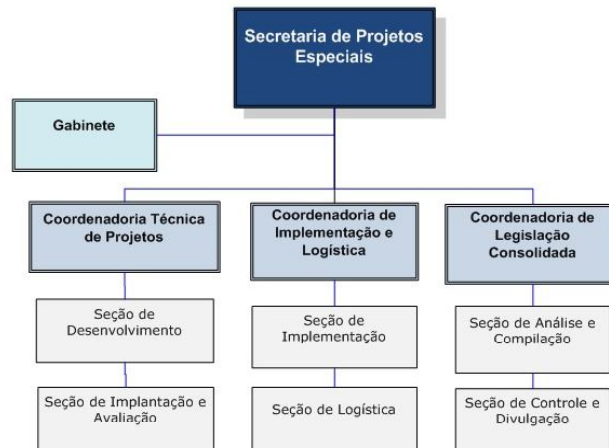 Secretaria de Projetos
Especiais
Gabinete
Coordenadoria Técnica
de Projetos
Coordenadoria de
Implementação e
Logística
Coordenadoria de
Legislação
Consolidada
Seção de
Desenvolvimento
Seção de
Implementação
Seção de Análise e
Compilação
Seção de Implantação e
Avaliação
Seção de Logística
Seção de Controle e
Divulgação